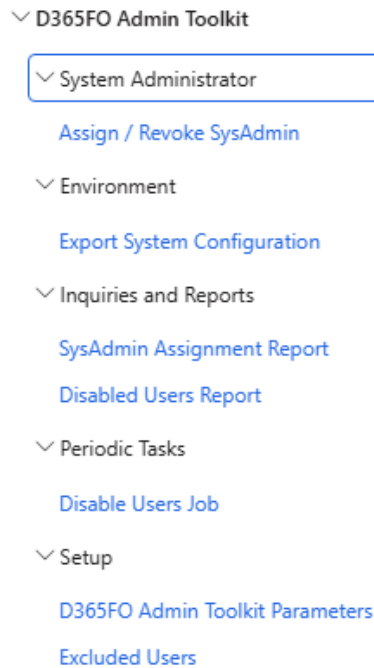 D365FO Admin Toolkit
System Administrator
Assign / Revoke SysAdmin
Environment
Export System Configuration
Inquiries and Reports
SysAdmin Assignment Report
Disabled Users Report
Periodic Tasks
Disable Users Job
Setup
D365FO Admin Toolkit Parameters
Excluded Users